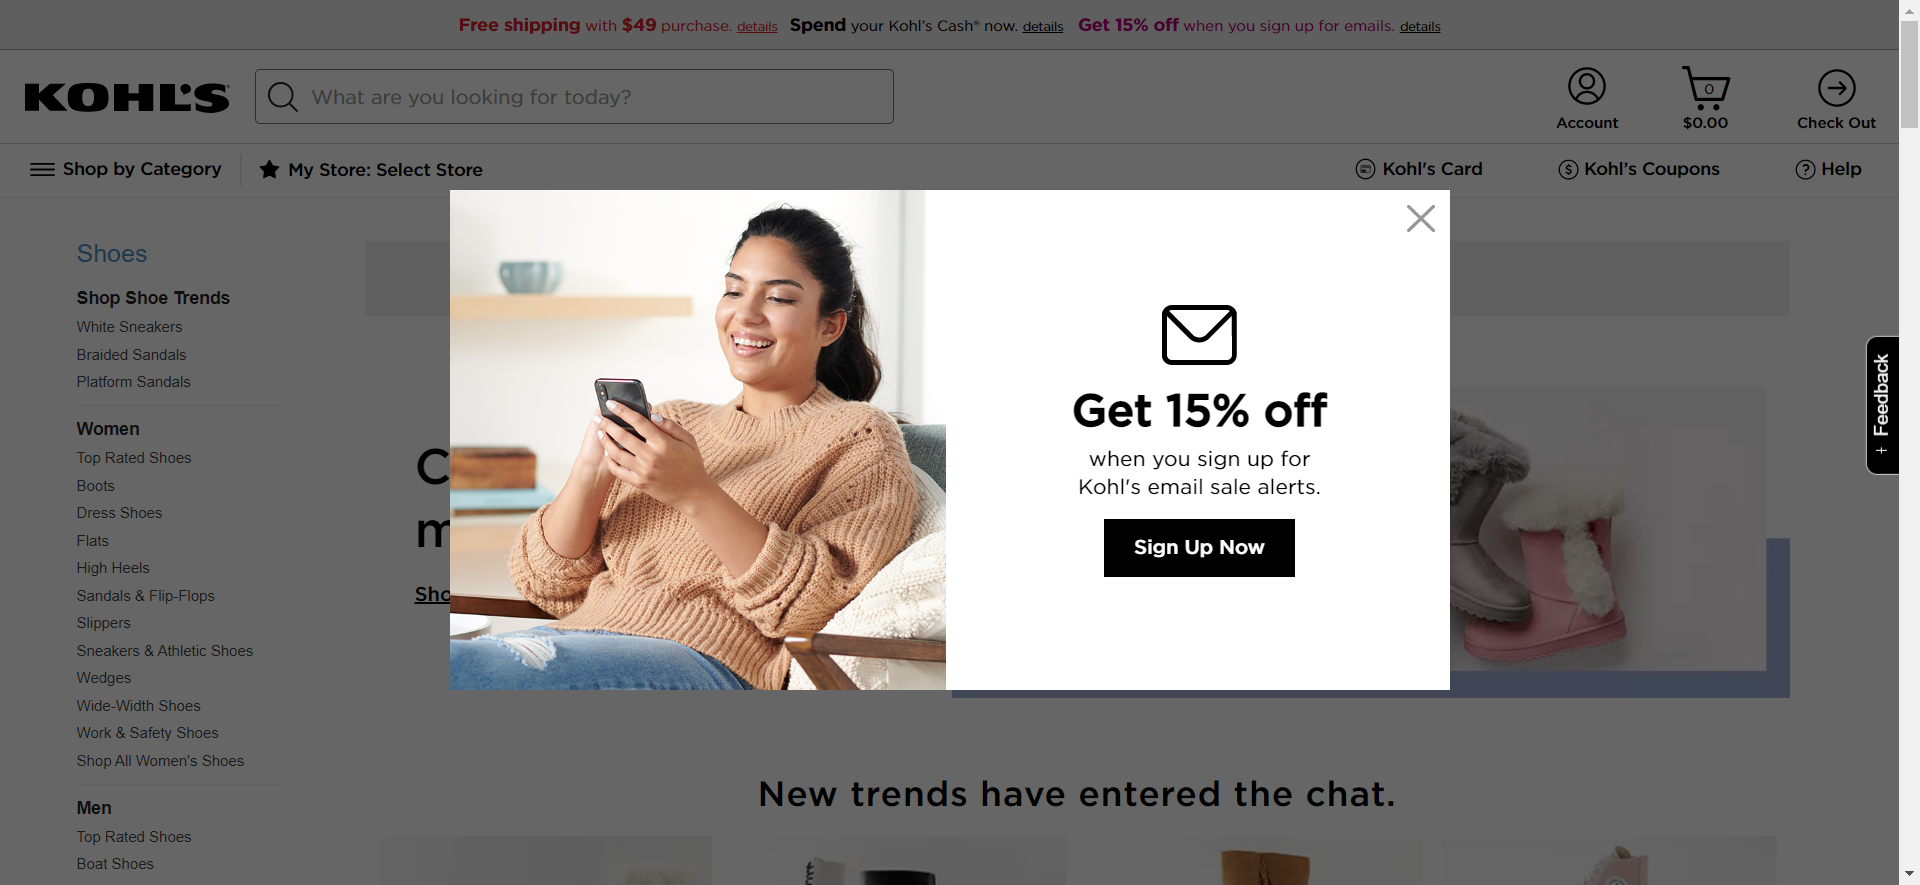 Free shipping with $49 purchase. details Spend your Kohl's Cash® now. details Get 15% off when you sign up for emails. details
KOHL'S
What are you looking for today?
0
Account
$0.00
Check Out
Shop by Category
My Store: Select Store
Kohl's Card
Kohl's Coupons
Help
Shoes
Shop Shoe Trends
White Sneakers
Braided Sandals
Platform Sandals
Women
Top Rated Shoes
Boots
Dress Shoes
Flats
High Heels
Sandals & Flip-Flops
Slippers
Sneakers & Athletic Shoes
Wedges
Wide-Width Shoes
Work & Safety Shoes
Shop All Women's Shoes
Men
Top Rated Shoes
Boat Shoes
Get 15% off
when you sign up for
Kohl's email sale alerts.
Sign Up Now
+ Feedback
New trends have entered the chat.